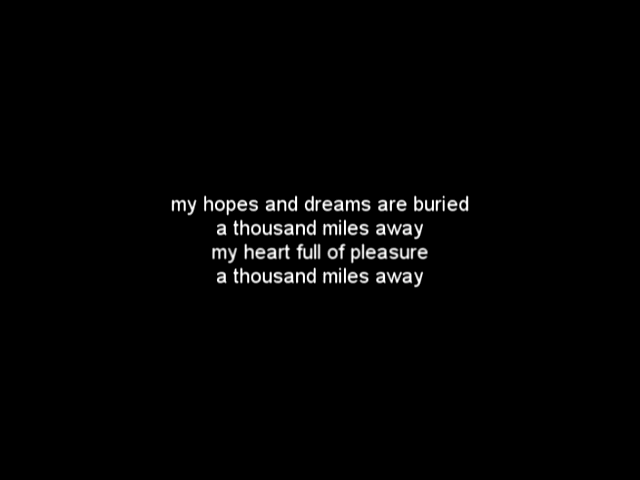 my hopes and dreams are buried
a thousand miles away
my heart full of pleasure
a thousand miles away